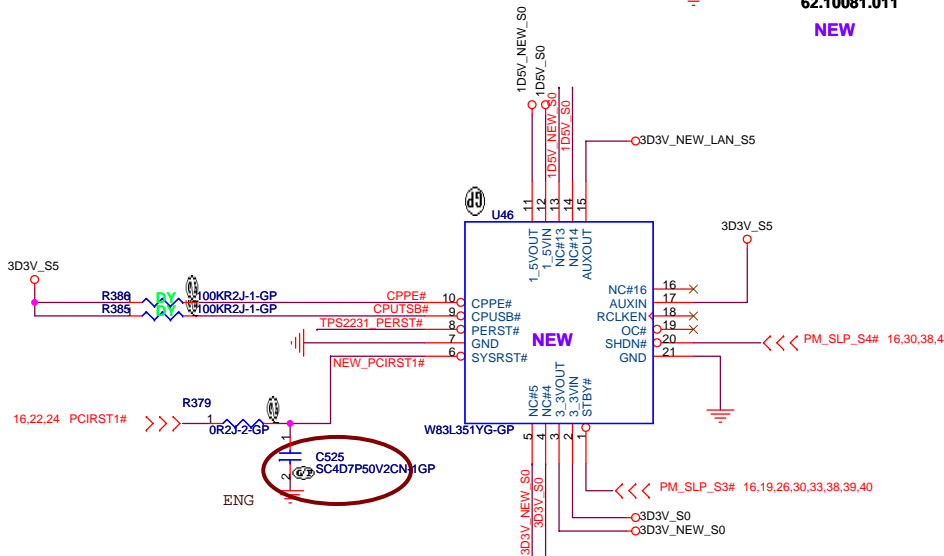 62.10081.011
NEW
1D5V_NEW_S0
1D5V_S0
1D5V_NEW_S0
1D5V_S0
3D3V_NEW_LAN_S5
U46
11
12
13
14
15
1_5VOUT
1_5VIN
NC#13
NC#14
AUXOUT
3D3V_S5
3D3V_S5
R386
DY
100KR2J-1-GP
CPPE#
10
CPPE#
R385
DY
100KR2J-1-GP
CPUTSB#
9
CPUSB#
TPS2231_PERST#
8
PERST#
7
GND
NEW_PCIRST1#
6
SYSRST#
NEW
NC#16
16
AUXIN
17
RCLKEN
18
OC#
19
SHDN#
20
GND
21
PM_SLP_S4# 16,30,38,4
NC#5
NC#4
3_3VOUT
3_3VIN
STBY#
5
4
3
2
1
W83L351YG-GP
R379
16,22,24 PCIRST1#
1
0R2J-2-GP
1
C525
SC4D7P50V2CN-1GP
2
ENG
3D3V_NEW_S0
3D3V_S0
PM_SLP_S3# 16,19,26,30,33,38,39,40
3D3V_S0
3D3V_NEW_S0